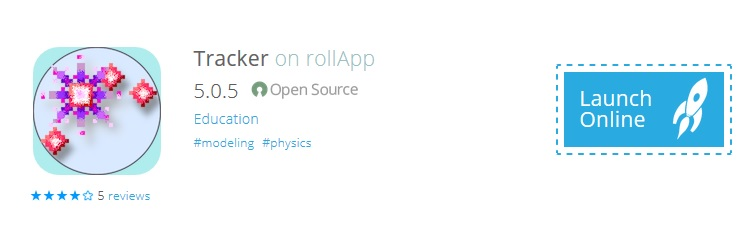 Tracker on rollApp
5.0.5 Open Source
Education
#modeling #physics
Launch
Online
5 reviews